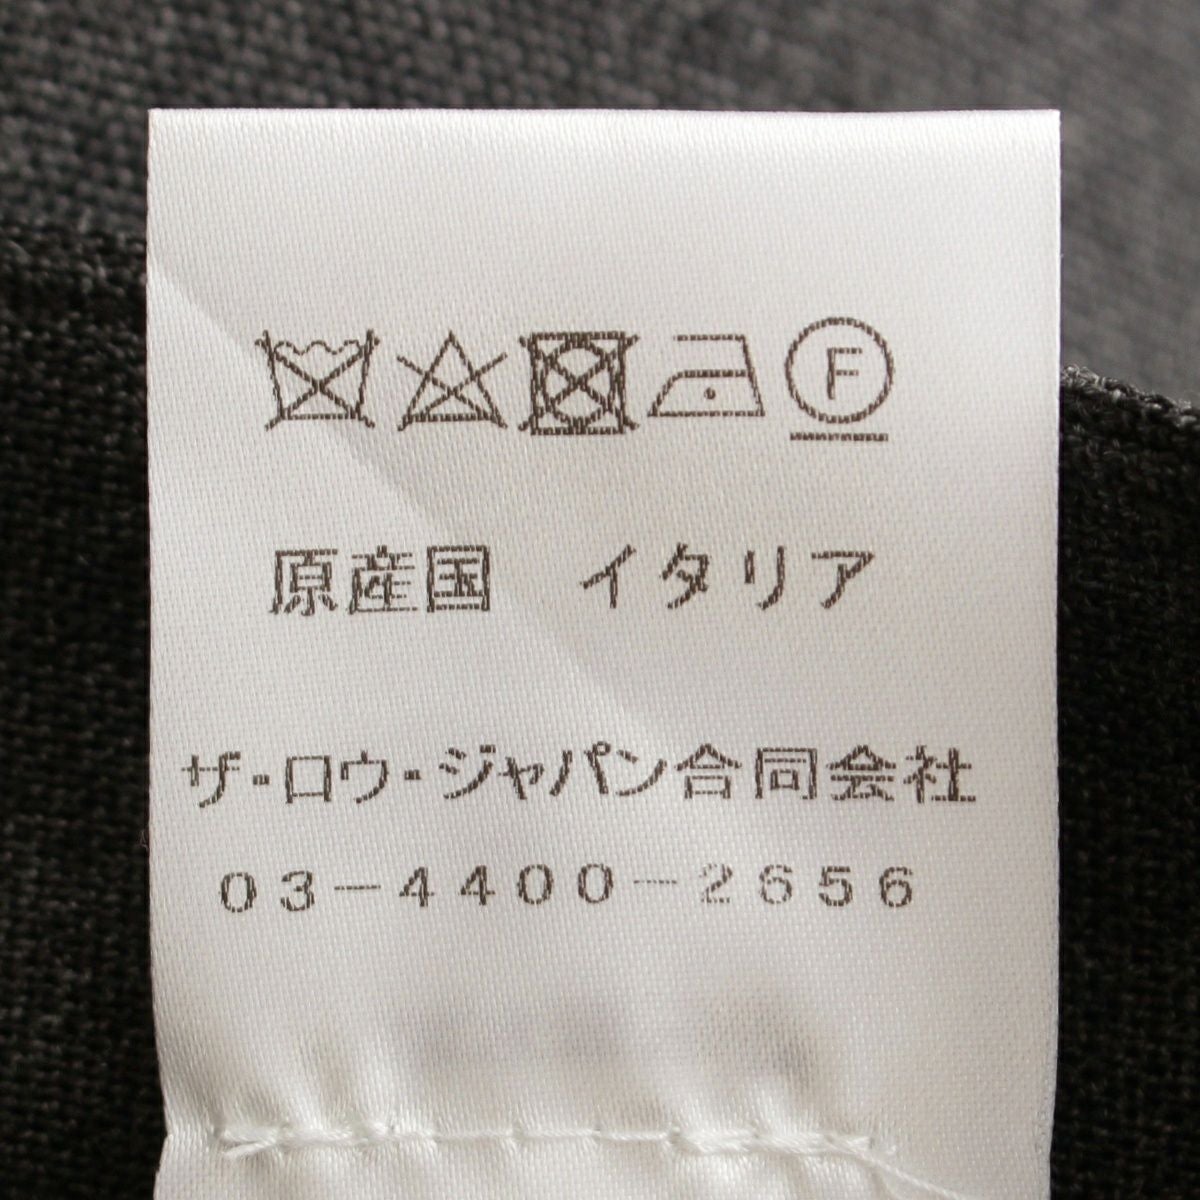 F
原産国　イタリア
ザ・ロウ・ジャパン合同会社
03-4400-2656